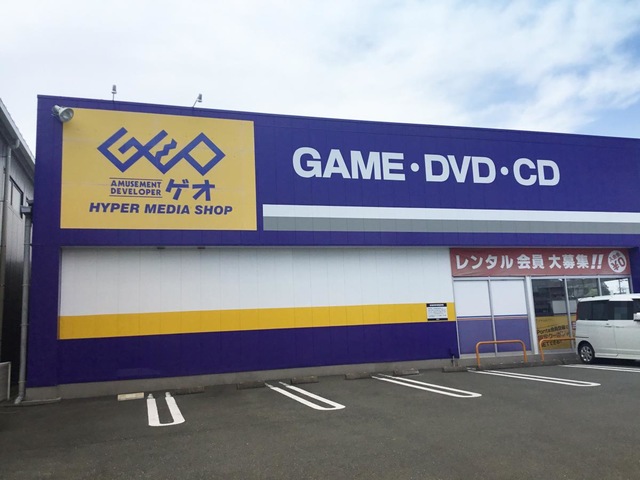 GEO
AMUSEMENT
DEVELOPER
ゲオ
HYPER MEDIA SHOP
GAME・DVD・CD
レンタル 会員 大募集!!
¥0